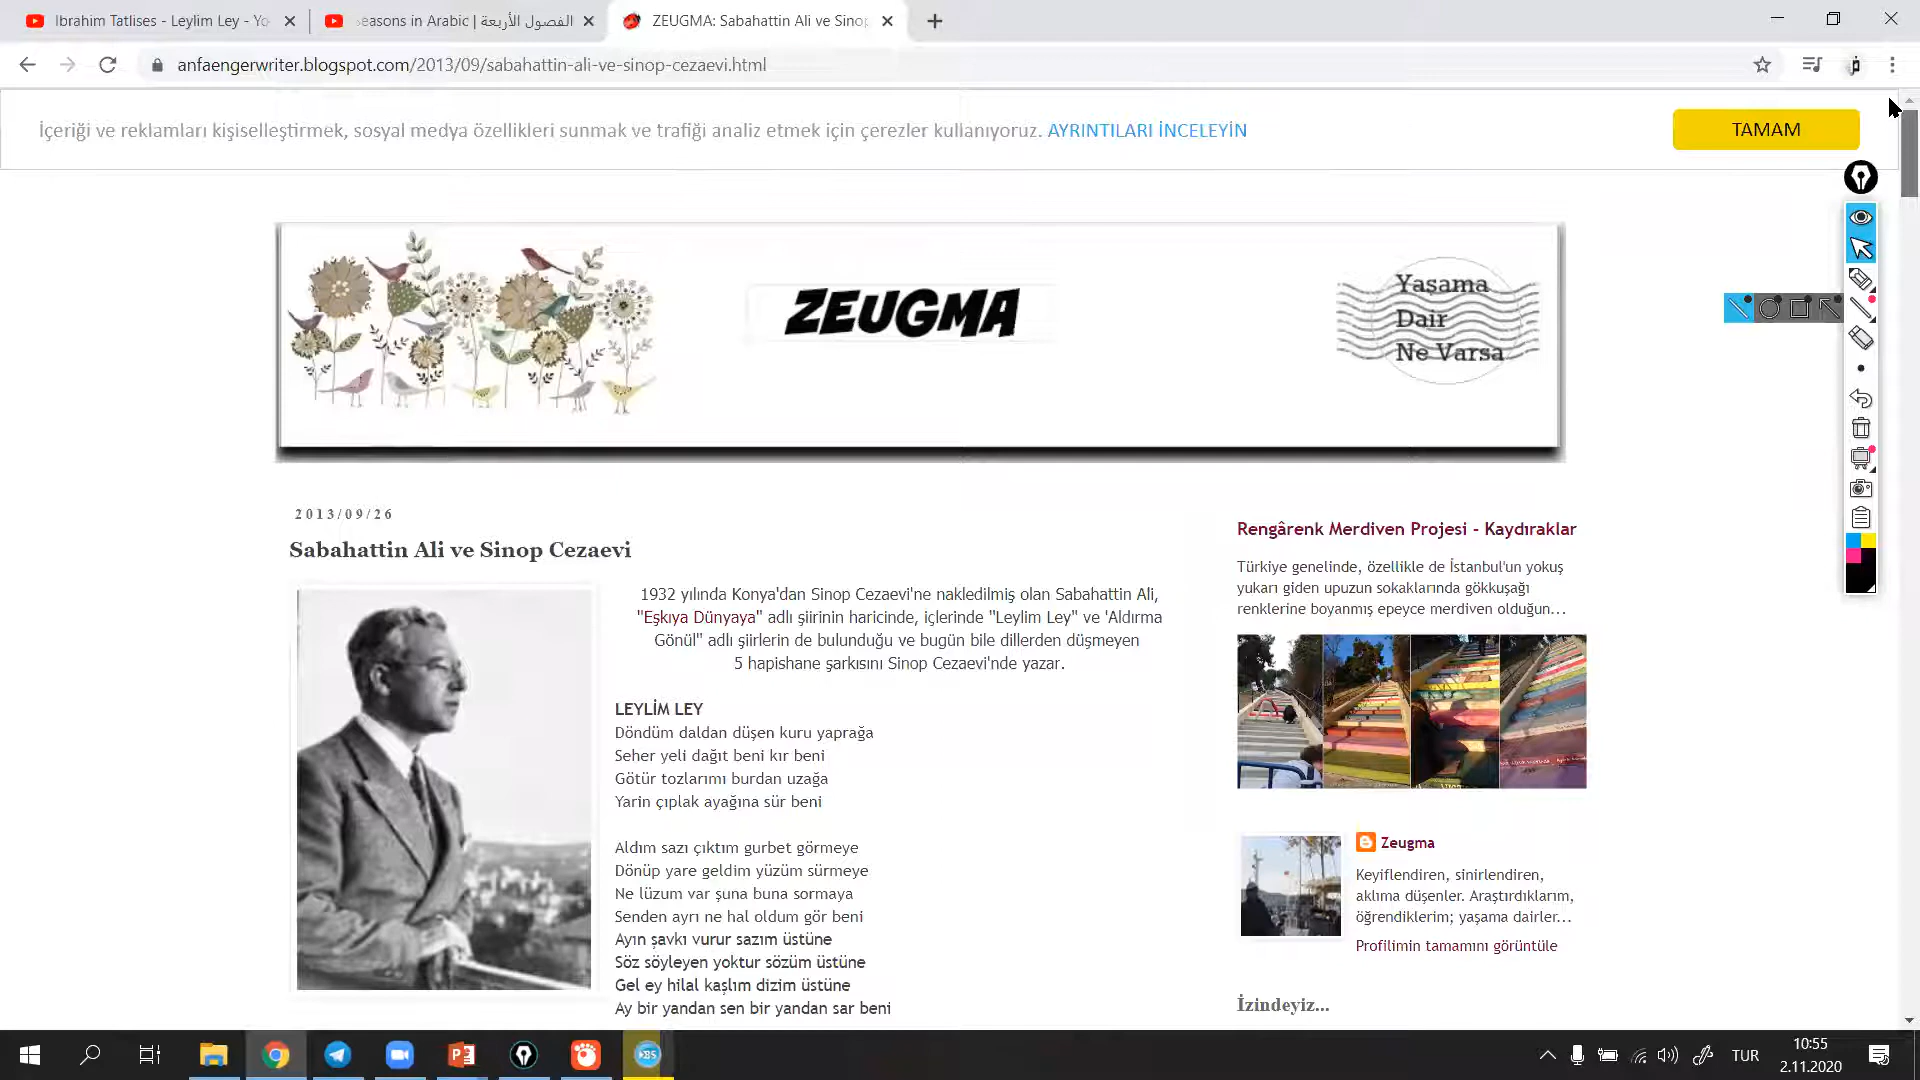 Ibrahim Tatlises - Leylim Ley - Yo
seasons in Arabic | الفصول الأربعة
ZEUGMA: Sabahattin Ali ve Sinop
anfaengerwriter.blogspot.com/2013/09/sabahattin-ali-ve-sinop-cezaevi.html
İçeriği ve reklamları kişiselleştirmek, sosyal medya özellikleri sunmak ve trafiği analiz etmek için çerezler kullanıyoruz. AYRINTILARI İNCELEYİN
TAMAM
ZEUGMA
Yaşama
Dair
Ne Varsa
2013/09/26
Sabahattin Ali ve Sinop Cezaevi
1932 yılında Konya'dan Sinop Cezaevi'ne nakledilmiş olan Sabahattin Ali,
"Eşkıya Dünyaya" adlı şiirinin haricinde, içlerinde "Leylim Ley" ve 'Aldırma
Gönül" adlı şiirlerin de bulunduğu ve bugün bile dillerden düşmeyen
5 hapishane şarkısını Sinop Cezaevi'nde yazar.
LEYLİM LEY
Döndüm daldan düşen kuru yaprağa
Seher yeli dağıt beni kır beni
Götür tozlarımı burdan uzağa
Yarin çıplak ayağına sür beni
Aldım sazı çıktım gurbet görmeye
Dönüp yare geldim yüzüm sürmeye
Ne lüzum var şuna buna sormaya
Senden ayrı ne hal oldum gör beni
Ayın şavkı vurur sazım üstüne
Söz söyleyen yoktur sözüm üstüne
Gel ey hilal kaşlım dizim üstüne
Ay bir yandan sen bir yandan sar beni
Rengârenk Merdiven Projesi - Kaydıraklar
Türkiye genelinde, özellikle de İstanbul'un yokuş
yukarı giden upuzun sokaklarında gökkuşağı
renklerine boyanmış epeyce merdiven olduğun...
Zeugma
Keyiflendiren, sinirlendiren,
aklıma düşenler. Araştırdıklarım,
öğrendiklerim; yaşama dairler...
Profilimin tamamını görüntüle
İzindeyiz...
TUR
10:55
2.11.2020